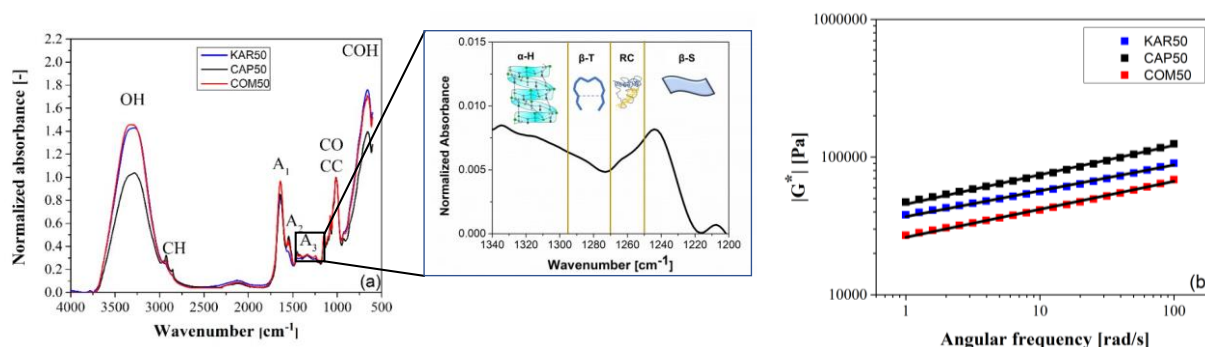 2.2
2.0
1.8
1.6
1.4
1.2
1.0
0.8
0.6
0.4
0.2
0.0
Normalized absorbance [-]
KAR50
CAP50
COM50
OH
CH
A1
A2
A3
CO
CC
COH
(a)
4000 3500 3000 2500 2000 1500 1000 500
Wavenumber [cm-1]
0.015
0.010
0.005
0.000
Normalized Absorbance
α-H β-T RC β-S
1340 1320 1300 1280 1260 1240 1220 1200
Wavenumber [cm-1]
1000000
100000
10000
|G*| [Pa]
KAR50
CAP50
COM50
(b)
1 10 100
Angular frequency [rad/s]